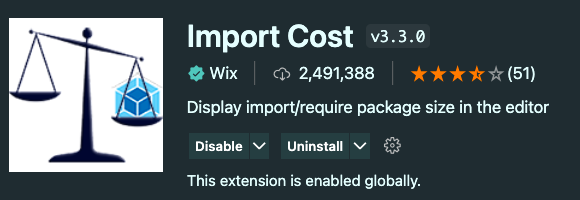 Import Cost v3.3.0
Wix 2,491,388 (51)
Display import/require package size in the editor
Disable Uninstall
This extension is enabled globally.